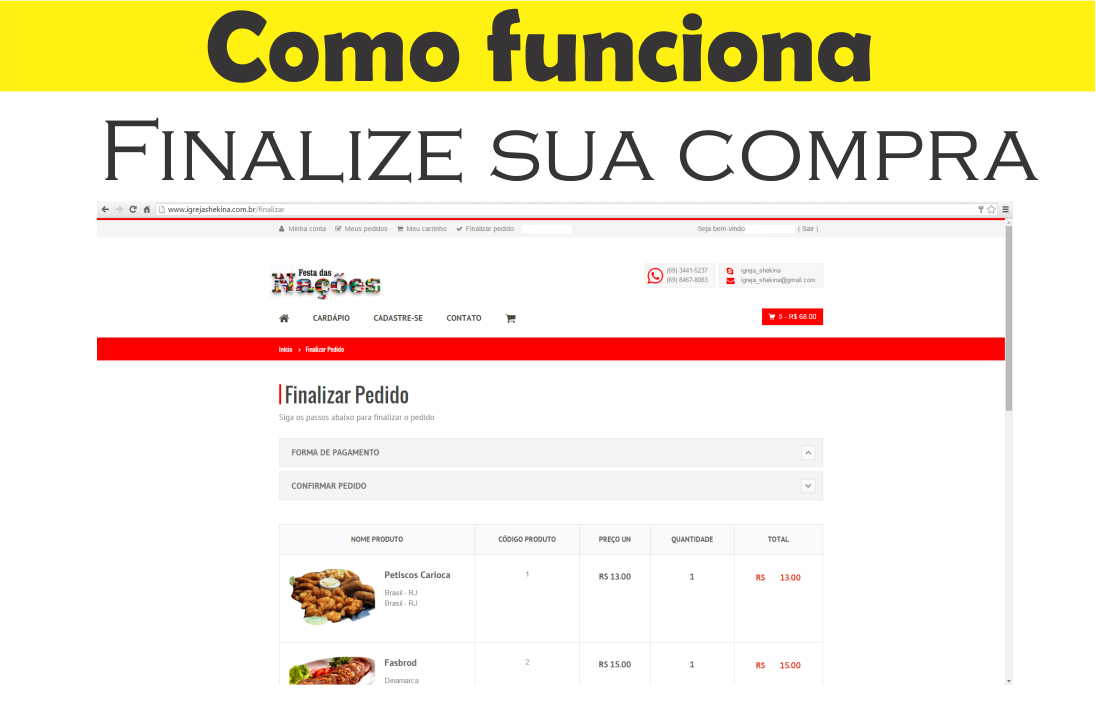 Como funciona
FINALIZE SUA COMPRA
www.igrejashekina.com.br/finalizar
Minha conta Meus pedidos Meu carrinho Finalizar pedido Seja bem-vindo ( Sair )
Festa das
Nações
(69) 3441-5237
(69) 8467-8083
igreja_shekina
igreja_shekina@gmail.com
CARDÁPIO CADASTRE-SE CONTATO
5 - R$ 68.00
Início > Finalizar Pedido
Finalizar Pedido
Siga os passos abaixo para finalizar o pedido
FORMA DE PAGAMENTO
CONFIRMAR PEDIDO
NOME PRODUTO CÓDIGO PRODUTO PREÇO UN QUANTIDADE TOTAL
Petiscos Carioca 1 R$ 13.00 1 R$ 13.00
Brasil - RJ
Brasil - RJ
Fasbrod 2 R$ 15.00 1 R$ 15.00
Dinamarca